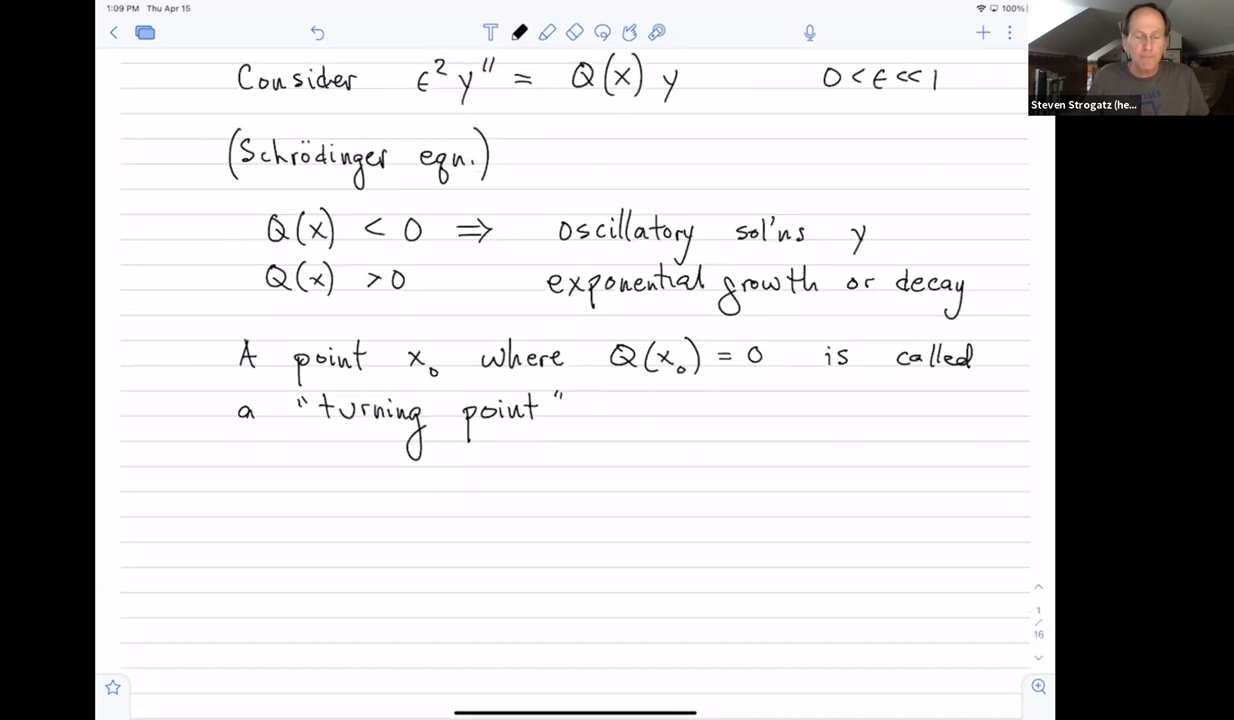 1:09 PM Thu Apr 15
100%
Consider ϵ² y'' = Q(x) y 0 < ϵ << 1
Steven Strogatz (he...
(Schrödinger eqn.)
Q(x) < 0 ⇒ oscillatory sol'ns y
Q(x) > 0 exponential growth or decay
A point x₀ where Q(x₀) = 0 is called
a "turning point"
1
/
16